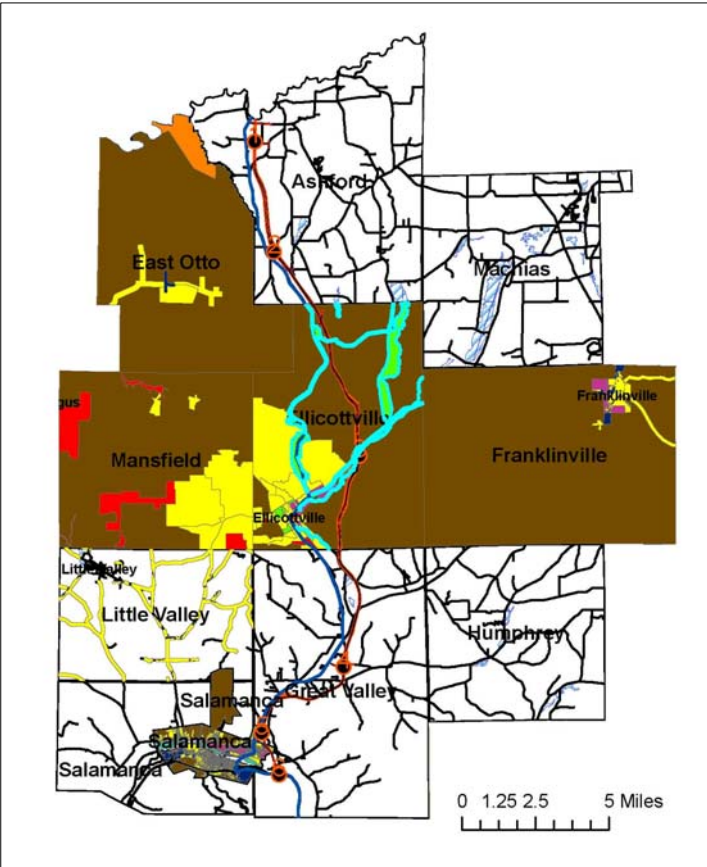 Ashford
East Otto
Machias
Franklinville
gus
Ellicottville
Mansfield
Franklinville
Ellicottville
Little Valley
Little Valley
Humphrey
Great Valley
Salamanca
Salamanca
Salamanca
0 1.25 2.5 5 Miles